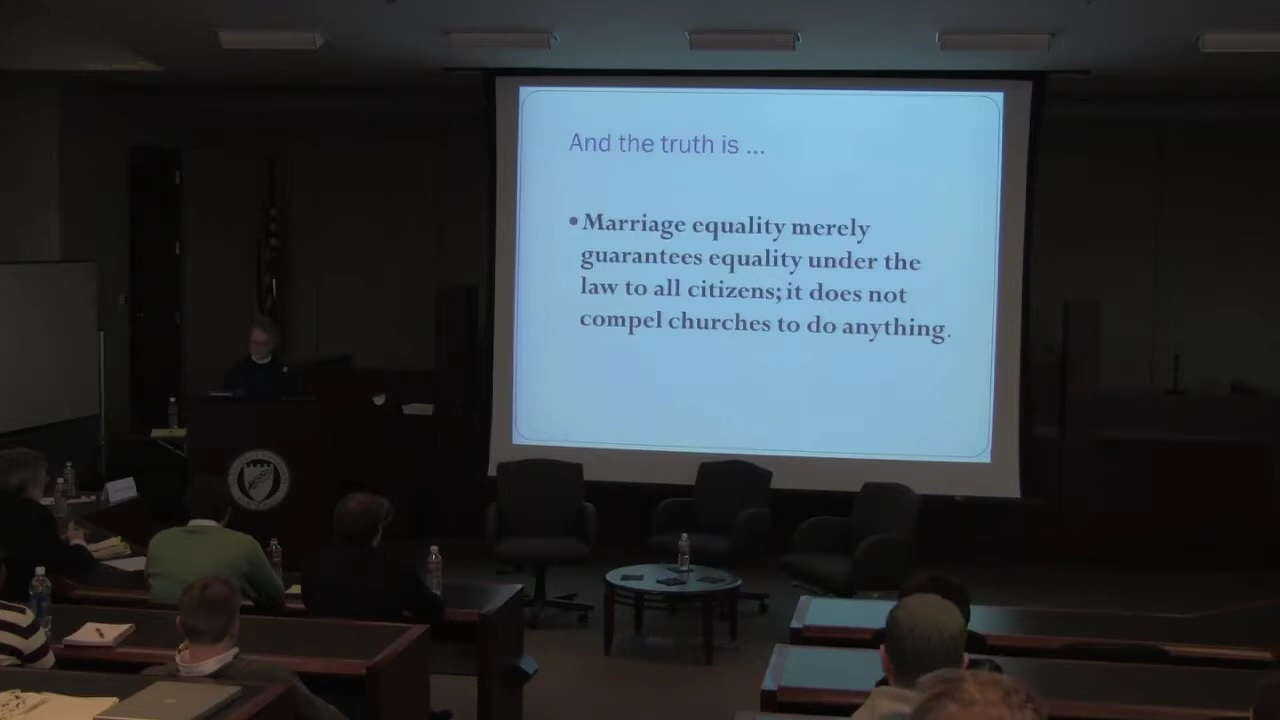 And the truth is ...
• Marriage equality merely
guarantees equality under the
law to all citizens; it does not
compel churches to do anything.